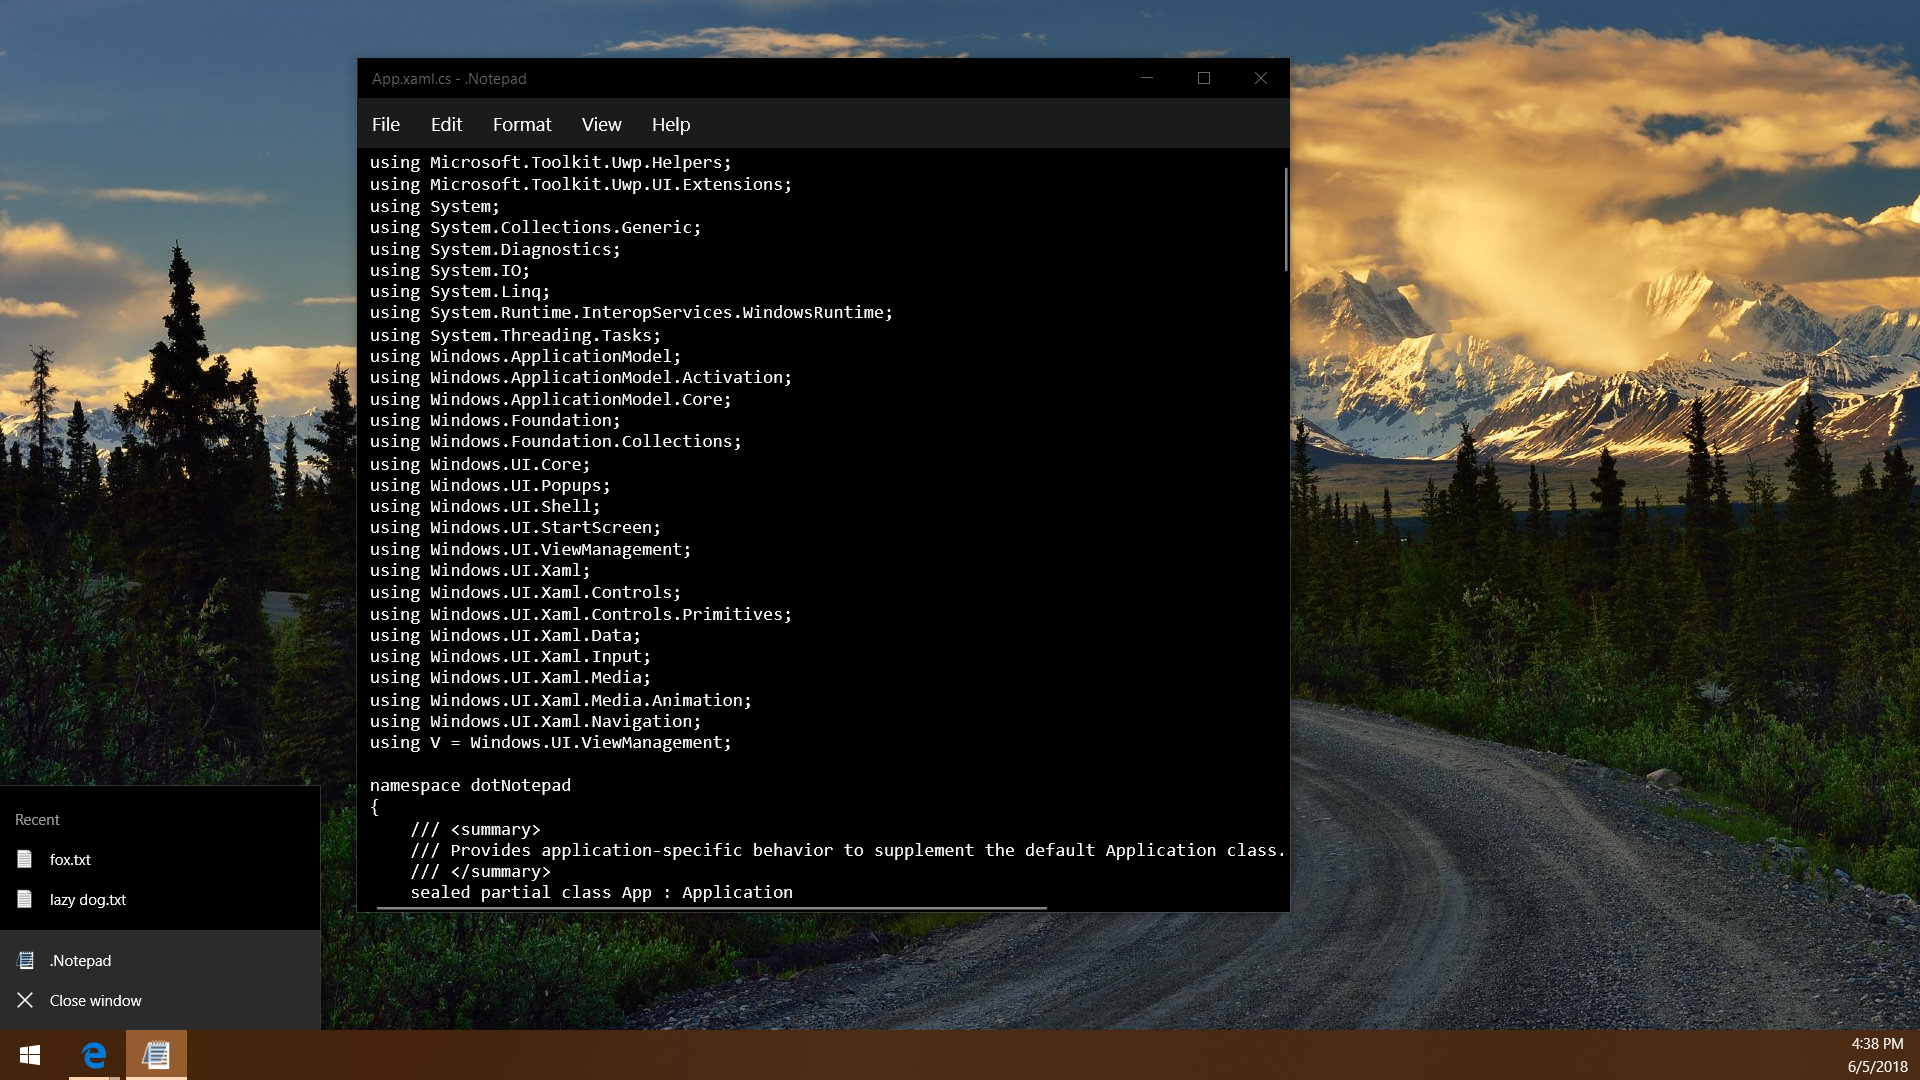 App.xaml.cs - .Notepad
File Edit Format View Help
using Microsoft.Toolkit.Uwp.Helpers;
using Microsoft.Toolkit.Uwp.UI.Extensions;
using System;
using System.Collections.Generic;
using System.Diagnostics;
using System.IO;
using System.Linq;
using System.Runtime.InteropServices.WindowsRuntime;
using System.Threading.Tasks;
using Windows.ApplicationModel;
using Windows.ApplicationModel.Activation;
using Windows.ApplicationModel.Core;
using Windows.Foundation;
using Windows.Foundation.Collections;
using Windows.UI.Core;
using Windows.UI.Popups;
using Windows.UI.Shell;
using Windows.UI.StartScreen;
using Windows.UI.ViewManagement;
using Windows.UI.Xaml;
using Windows.UI.Xaml.Controls;
using Windows.UI.Xaml.Controls.Primitives;
using Windows.UI.Xaml.Data;
using Windows.UI.Xaml.Input;
using Windows.UI.Xaml.Media;
using Windows.UI.Xaml.Media.Animation;
using Windows.UI.Xaml.Navigation;
using V = Windows.UI.ViewManagement;
namespace dotNotepad
{
/// <summary>
/// Provides application-specific behavior to supplement the default Application class.
/// </summary>
sealed partial class App : Application
Recent
fox.txt
lazy dog.txt
.Notepad
Close window
4:38 PM
6/5/2018